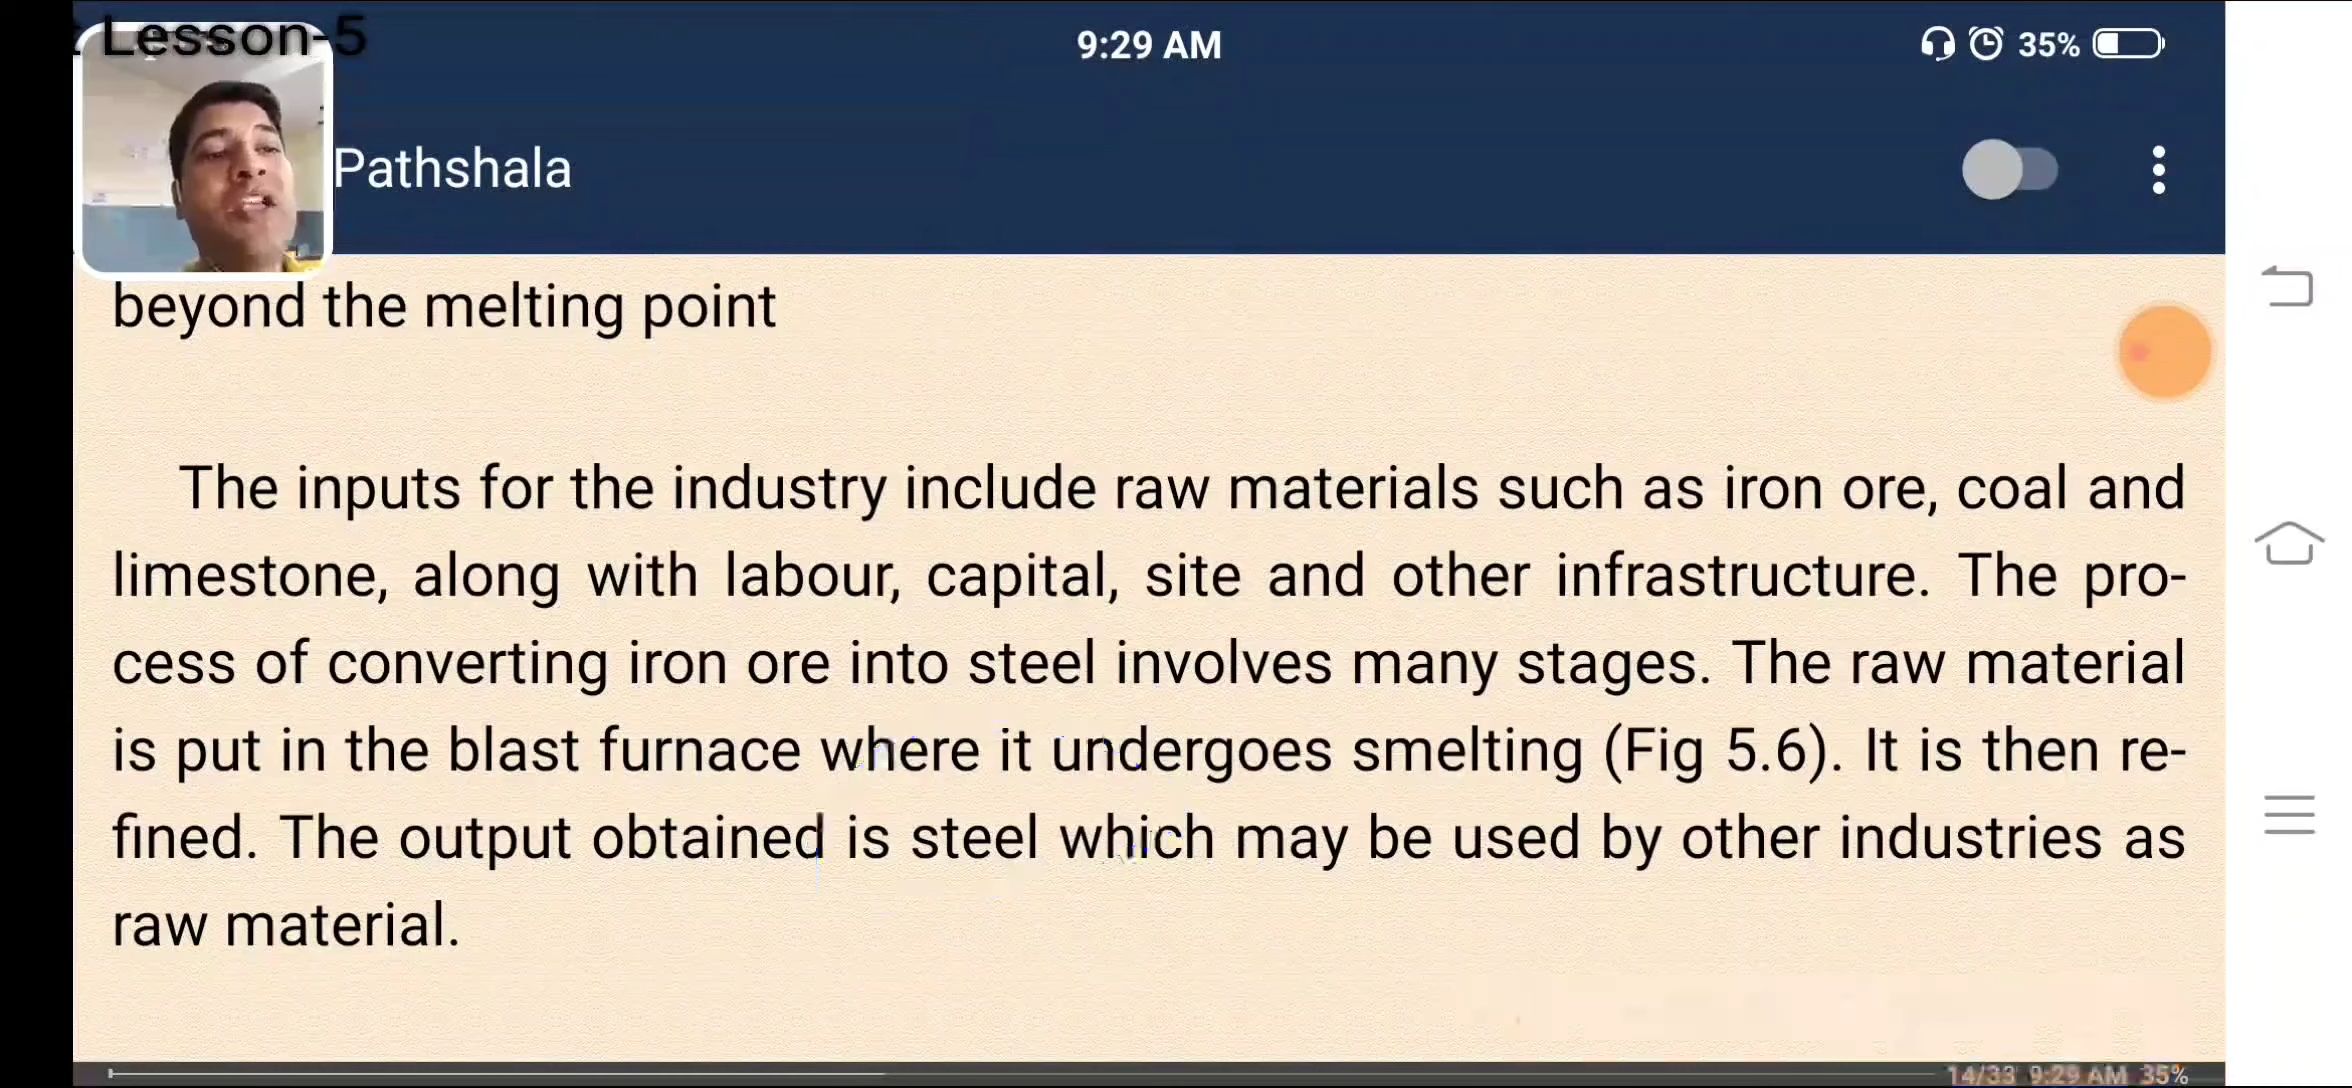 Lesson-5
9:29 AM
35%
Pathshala
beyond the melting point
The inputs for the industry include raw materials such as iron ore, coal and
limestone, along with labour, capital, site and other infrastructure. The pro-
cess of converting iron ore into steel involves many stages. The raw material
is put in the blast furnace where it undergoes smelting (Fig 5.6). It is then re-
fined. The output obtained is steel which may be used by other industries as
raw material.
14/33 9:29 AM 35%